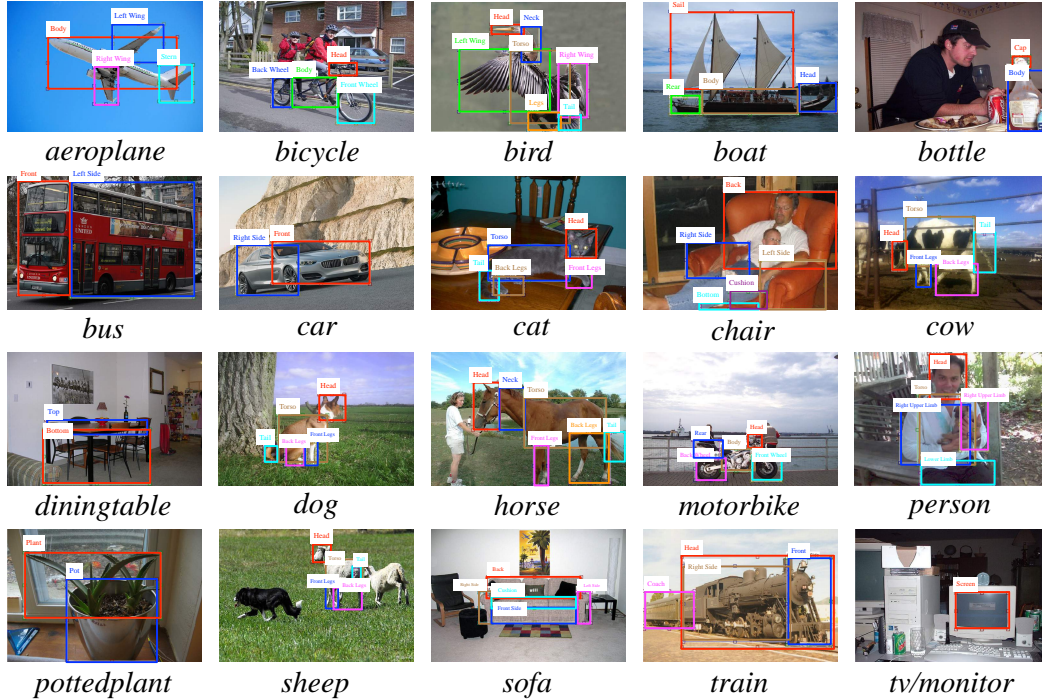 Body
Left Wing
Right Wing
Stern
aeroplane
Head
Back Wheel
Body
Front Wheel
bicycle
Head
Neck
Left Wing
Torso
Right Wing
Legs
Tail
bird
Sail
Body
Head
Rear
boat
Cap
Body
bottle
Front
Left Side
UNITED
bus
Right Side
Front
car
Head
Torso
Tail
Back Legs
Front Legs
cat
Back
Right Side
Left Side
Cushion
Bottom
chair
Torso
Head
Tail
Front Legs
Back Legs
cow
Top
Bottom
diningtable
Head
Torso
Tail
Back Legs
Front Legs
dog
Head
Neck
Torso
Front Legs
Back Legs
Tail
horse
Rear
Head
Body
Back Wheel
Front Wheel
motorbike
Head
Torso
Right Upper Limb
Right Upper Limb
Lower Limb
person
Plant
Pot
pottedplant
Head
Torso
Tail
Front Legs
Back Legs
sheep
Back
Right Side
Left Side
Cushion
Front Side
sofa
Head
Front
Right Side
Coach
train
Screen
tv/monitor